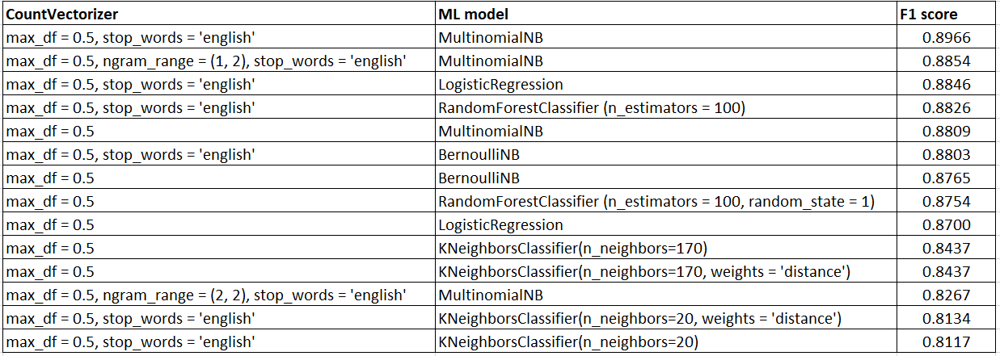 CountVectorizer ML model F1 score
max_df = 0.5, stop_words = 'english' MultinomialNB 0.8966
max_df = 0.5, ngram_range = (1, 2), stop_words = 'english' MultinomialNB 0.8854
max_df = 0.5, stop_words = 'english' LogisticRegression 0.8846
max_df = 0.5, stop_words = 'english' RandomForestClassifier (n_estimators = 100) 0.8826
max_df = 0.5 MultinomialNB 0.8809
max_df = 0.5, stop_words = 'english' BernoulliNB 0.8803
max_df = 0.5 BernoulliNB 0.8765
max_df = 0.5 RandomForestClassifier (n_estimators = 100, random_state = 1) 0.8754
max_df = 0.5 LogisticRegression 0.8700
max_df = 0.5 KNeighborsClassifier(n_neighbors=170) 0.8437
max_df = 0.5 KNeighborsClassifier(n_neighbors=170, weights = 'distance') 0.8437
max_df = 0.5, ngram_range = (2, 2), stop_words = 'english' MultinomialNB 0.8267
max_df = 0.5, stop_words = 'english' KNeighborsClassifier(n_neighbors=20, weights = 'distance') 0.8134
max_df = 0.5, stop_words = 'english' KNeighborsClassifier(n_neighbors=20) 0.8117